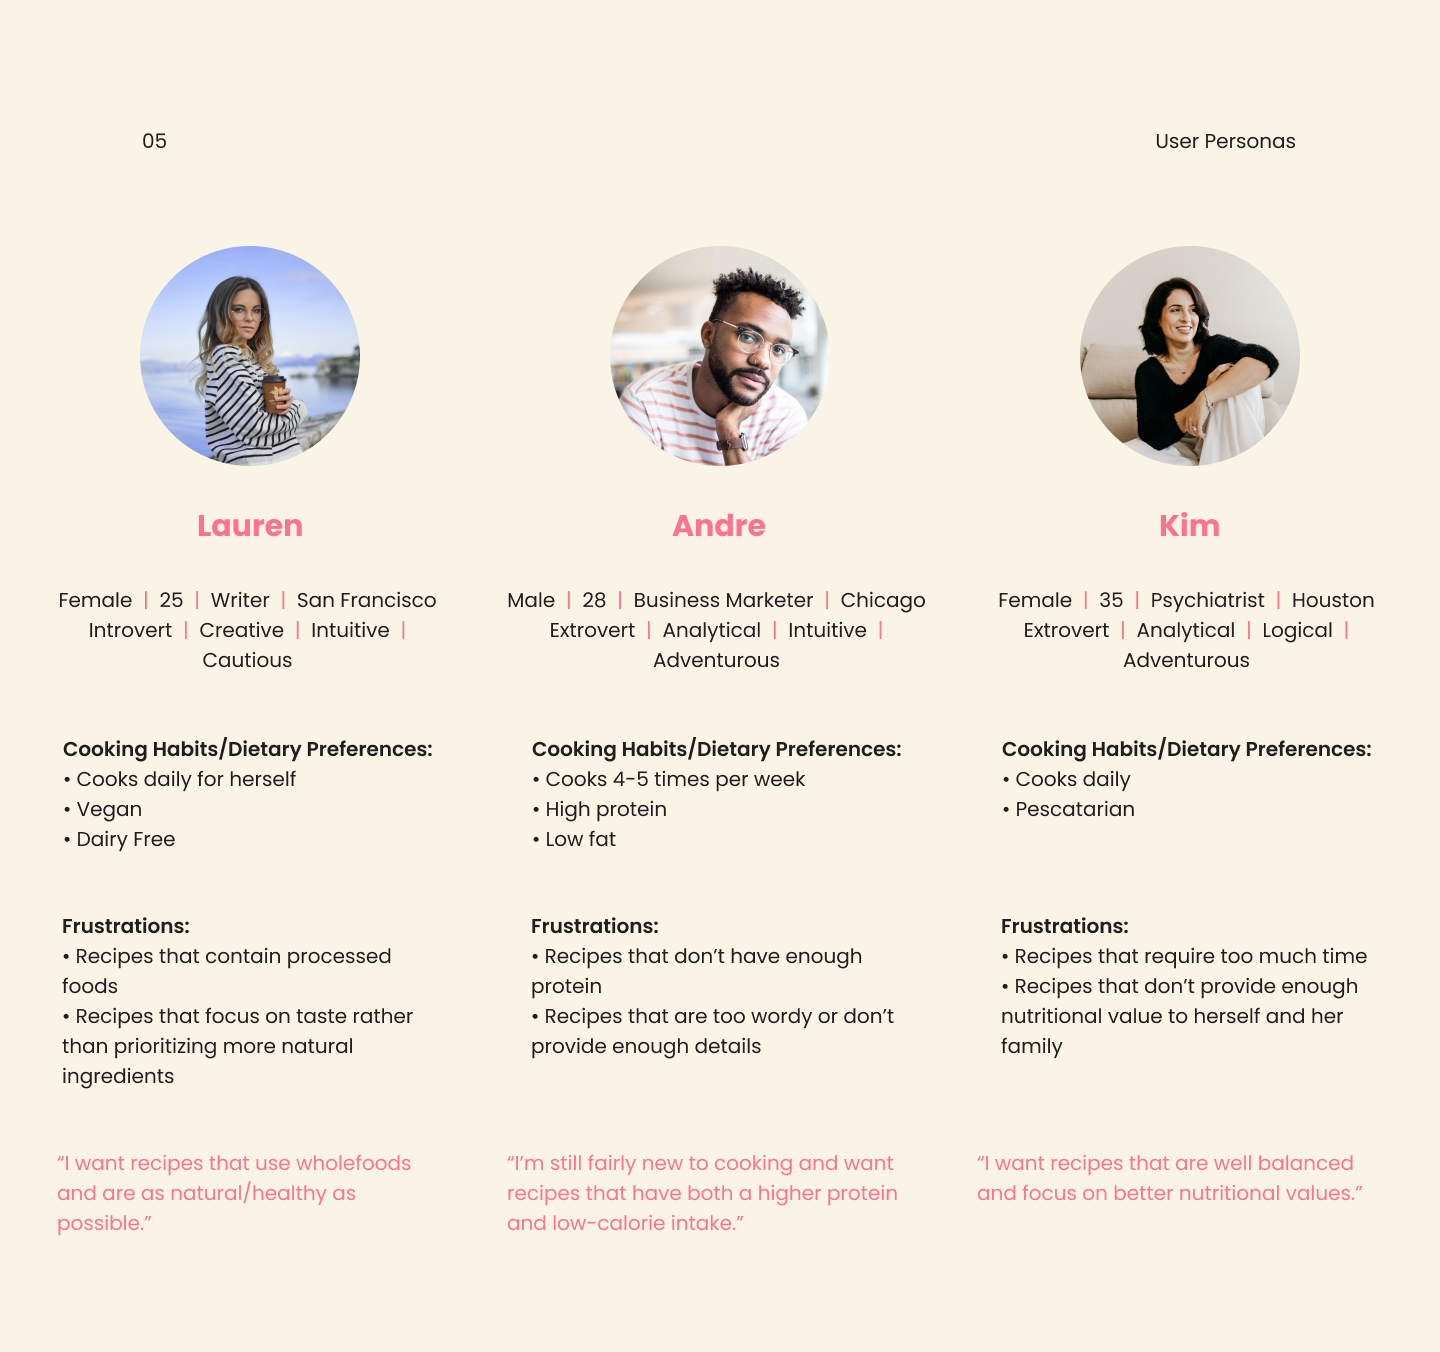 05
User Personas
Lauren
Female | 25 | Writer | San Francisco
Introvert | Creative | Intuitive |
Cautious
Cooking Habits/Dietary Preferences:
• Cooks daily for herself
• Vegan
• Dairy Free
Frustrations:
• Recipes that contain processed
foods
• Recipes that focus on taste rather
than prioritizing more natural
ingredients
“I want recipes that use wholefoods
and are as natural/healthy as
possible.”
Andre
Male | 28 | Business Marketer | Chicago
Extrovert | Analytical | Intuitive |
Adventurous
Cooking Habits/Dietary Preferences:
• Cooks 4-5 times per week
• High protein
• Low fat
Frustrations:
• Recipes that don’t have enough
protein
• Recipes that are too wordy or don’t
provide enough details
“I’m still fairly new to cooking and want
recipes that have both a higher protein
and low-calorie intake.”
Kim
Female | 35 | Psychiatrist | Houston
Extrovert | Analytical | Logical |
Adventurous
Cooking Habits/Dietary Preferences:
• Cooks daily
• Pescatarian
Frustrations:
• Recipes that require too much time
• Recipes that don’t provide enough
nutritional value to herself and her
family
“I want recipes that are well balanced
and focus on better nutritional values.”